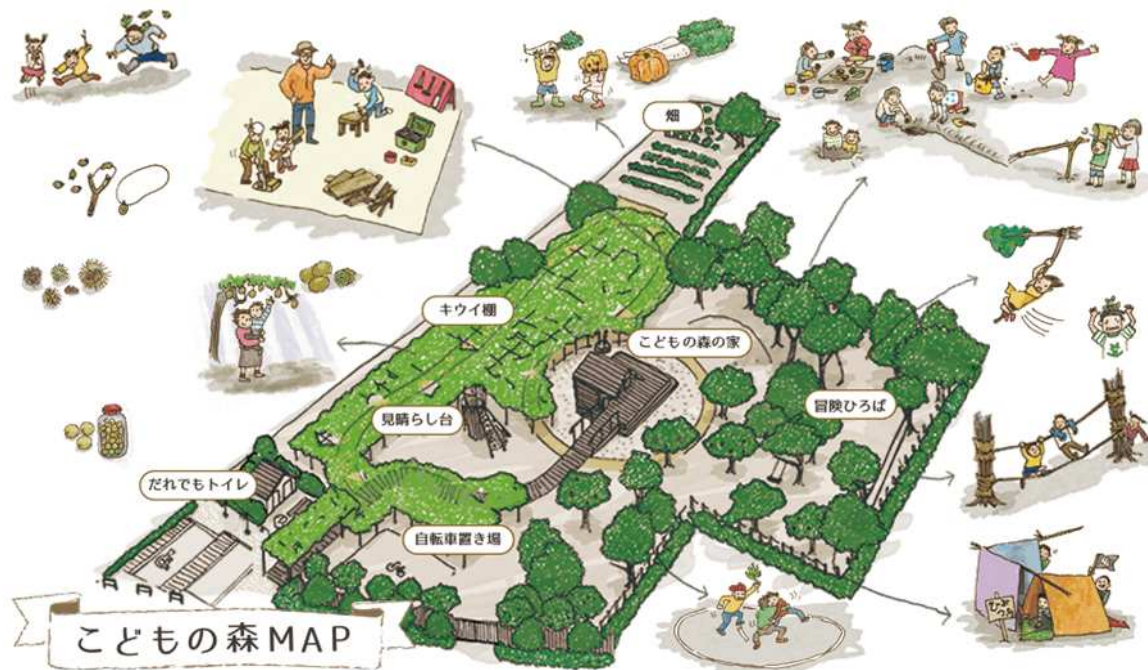 畑
キウイ棚
こどもの森の家
見晴らし台
冒険ひろば
だれでもトイレ
自転車置き場
こどもの森MAP